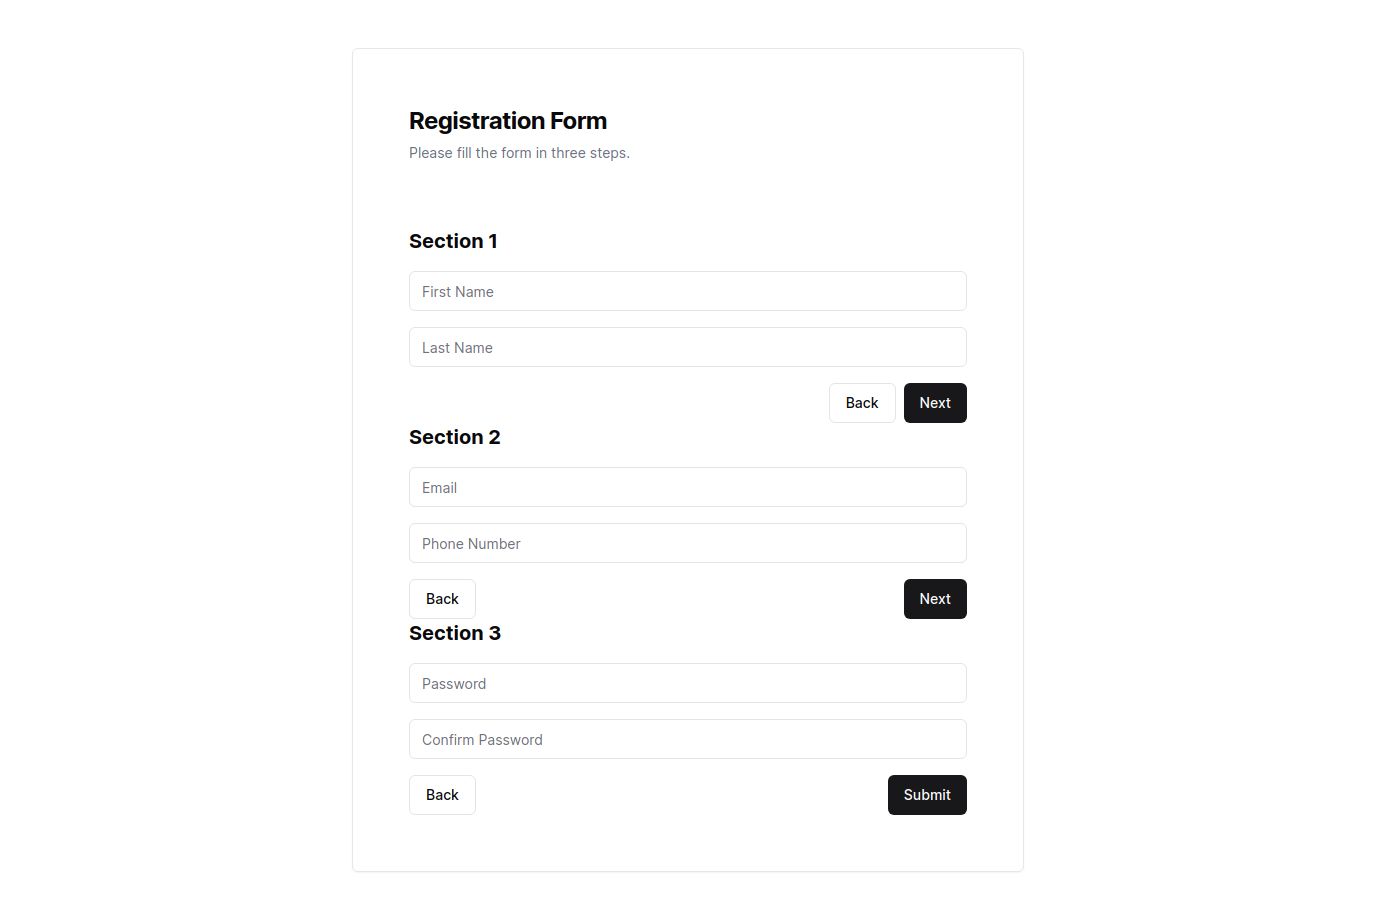 Registration Form
Please fill the form in three steps.
Section 1
First Name
Last Name
Back Next
Section 2
Email
Phone Number
Back Next
Section 3
Password
Confirm Password
Back Submit